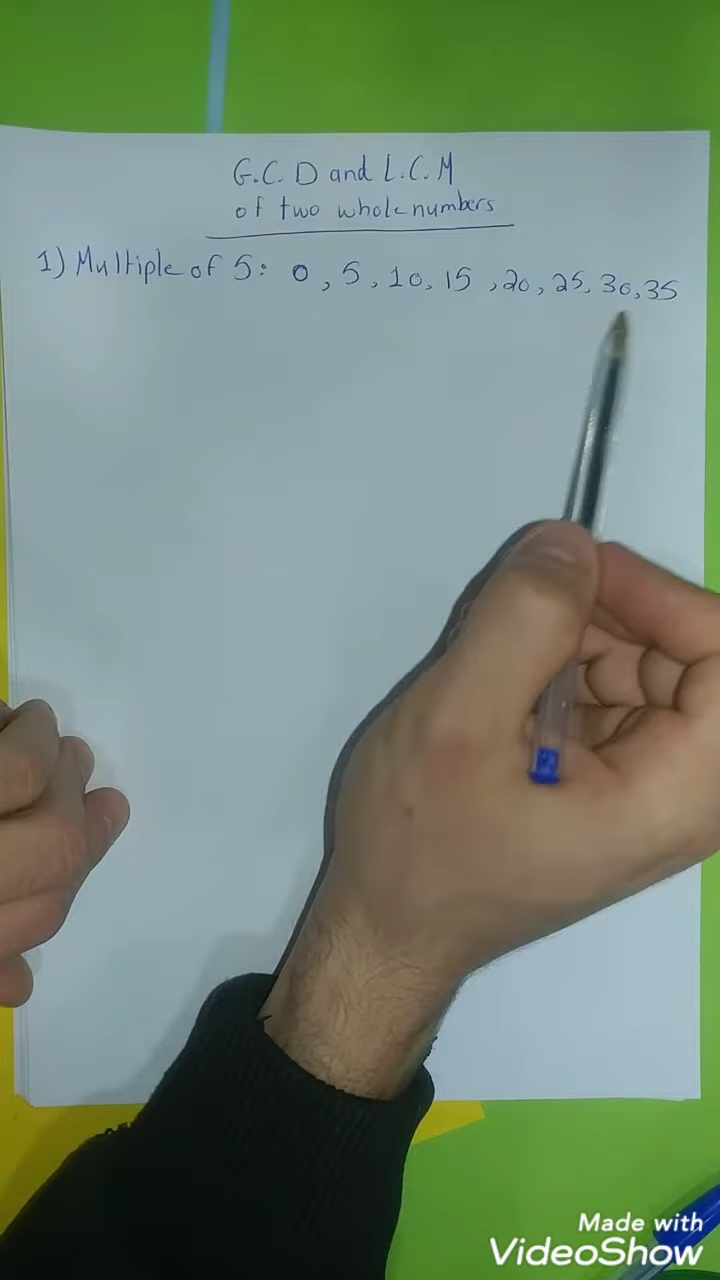 G.C.D and L.C.M
of two whole numbers
1) Multiple of 5: 0, 5, 10, 15, 20, 25, 30, 35
Made with
VideoShow